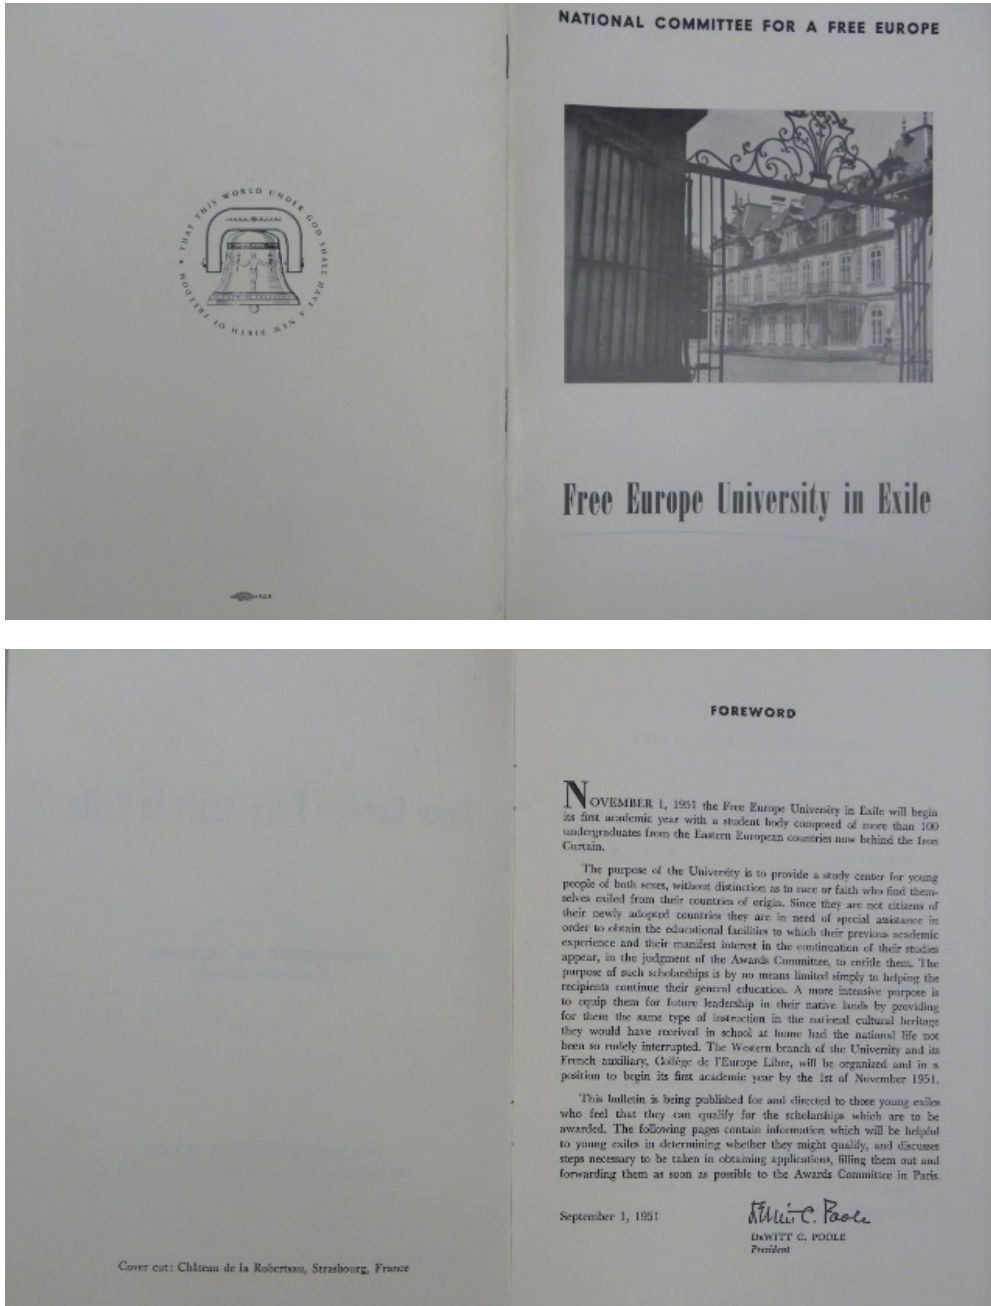 NATIONAL COMMITTEE FOR A FREE EUROPE
THAT THIS WORLD UNDER GOD SHALL HAVE A NEW BIRTH OF FREEDOM
Free Europe University in Exile
FOREWORD
NOVEMBER 1, 1951 the Free Europe University in Exile will begin
its first academic year with a student body composed of more than 100
undergraduates from the Eastern European countries now behind the Iron
Curtain.
The purpose of the University is to provide a study center for young
people of both sexes, without distinction as to race or faith who find them-
selves exiled from their countries of origin. Since they are not citizens of
their newly adopted countries they are in need of special assistance in
order to obtain the educational facilities to which their previous academic
experience and their manifest interest in the continuation of their studies
appear, in the judgment of the Awards Committee, to entitle them. The
purpose of such scholarships is by no means limited simply to helping the
recipients continue their general education. A more intensive purpose is
to equip them for future leadership in their native lands by providing
for them the same type of instruction in the national cultural heritage
they would have received in school at home had the national life not
been so rudely interrupted. The Western branch of the University and its
French auxiliary, Collége de l'Europe Libre, will be organized and in a
position to begin its first academic year by the 1st of November 1951.
This bulletin is being published for and directed to those young exiles
who feel that they can qualify for the scholarships which are to be
awarded. The following pages contain information which will be helpful
to young exiles in determining whether they might qualify, and discusses
steps necessary to be taken in obtaining applications, filling them out and
forwarding them as soon as possible to the Awards Committee in Paris.
September 1, 1951
DeWitt C. Poole
DeWITT C. POOLE
President
Cover cut: Château de la Robertsau, Strasbourg, France